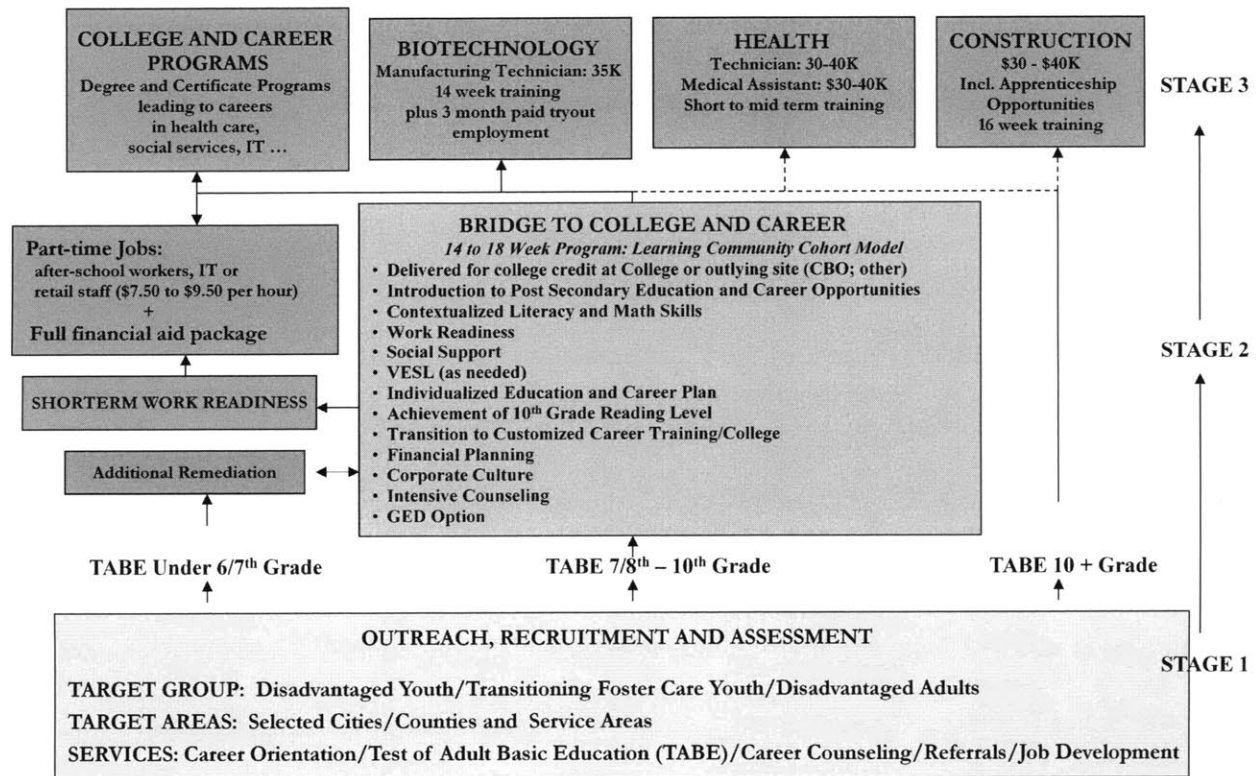 COLLEGE AND CAREER
PROGRAMS
Degree and Certificate Programs
leading to careers
in health care,
social services, IT ...
BIOTECHNOLOGY
Manufacturing Technician: 35K
14 week training
plus 3 month paid tryout
employment
HEALTH
Technician: 30-40K
Medical Assistant: $30-40K
Short to mid term training
CONSTRUCTION
$30 - $40K
Incl. Apprenticeship
Opportunities
16 week training
STAGE 3
Part-time Jobs:
after-school workers, IT or
retail staff ($7.50 to $9.50 per hour)
+
Full financial aid package
SHORTERM WORK READINESS
Additional Remediation
BRIDGE TO COLLEGE AND CAREER
14 to 18 Week Program: Learning Community Cohort Model
• Delivered for college credit at College or outlying site (CBO; other)
• Introduction to Post Secondary Education and Career Opportunities
• Contextualized Literacy and Math Skills
• Work Readiness
• Social Support
• VESL (as needed)
• Individualized Education and Career Plan
• Achievement of 10th Grade Reading Level
• Transition to Customized Career Training/College
• Financial Planning
• Corporate Culture
• Intensive Counseling
• GED Option
STAGE 2
TABE Under 6/7th Grade
TABE 7/8th – 10th Grade
TABE 10 + Grade
OUTREACH, RECRUITMENT AND ASSESSMENT
TARGET GROUP: Disadvantaged Youth/Transitioning Foster Care Youth/Disadvantaged Adults
TARGET AREAS: Selected Cities/Counties and Service Areas
SERVICES: Career Orientation/Test of Adult Basic Education (TABE)/Career Counseling/Referrals/Job Development
STAGE 1